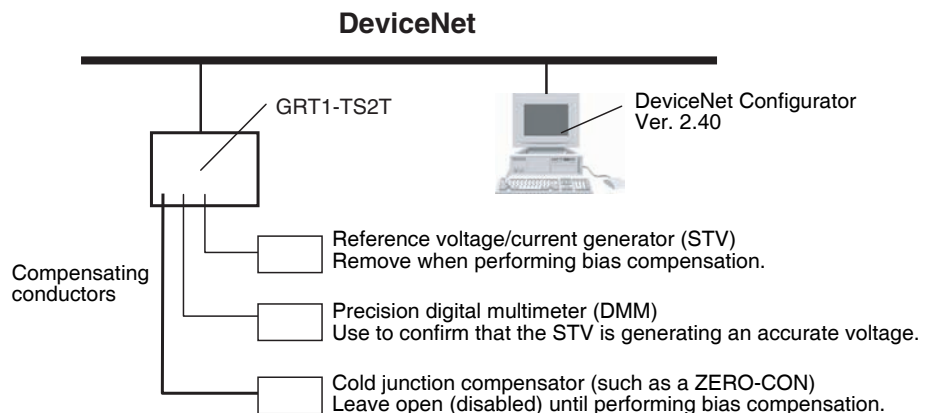 DeviceNet
GRT1-TS2T
DeviceNet Configurator
Ver. 2.40
Compensating
conductors
Reference voltage/current generator (STV)
Remove when performing bias compensation.
Precision digital multimeter (DMM)
Use to confirm that the STV is generating an accurate voltage.
Cold junction compensator (such as a ZERO-CON)
Leave open (disabled) until performing bias compensation.